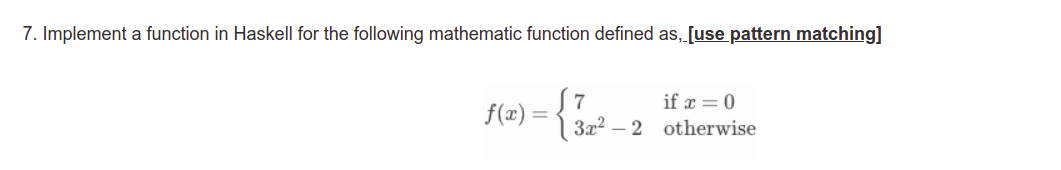 7. Implement a function in Haskell for the following mathematic function defined as, [use pattern matching]
f(x) = { 7 if x = 0
3x² − 2 otherwise